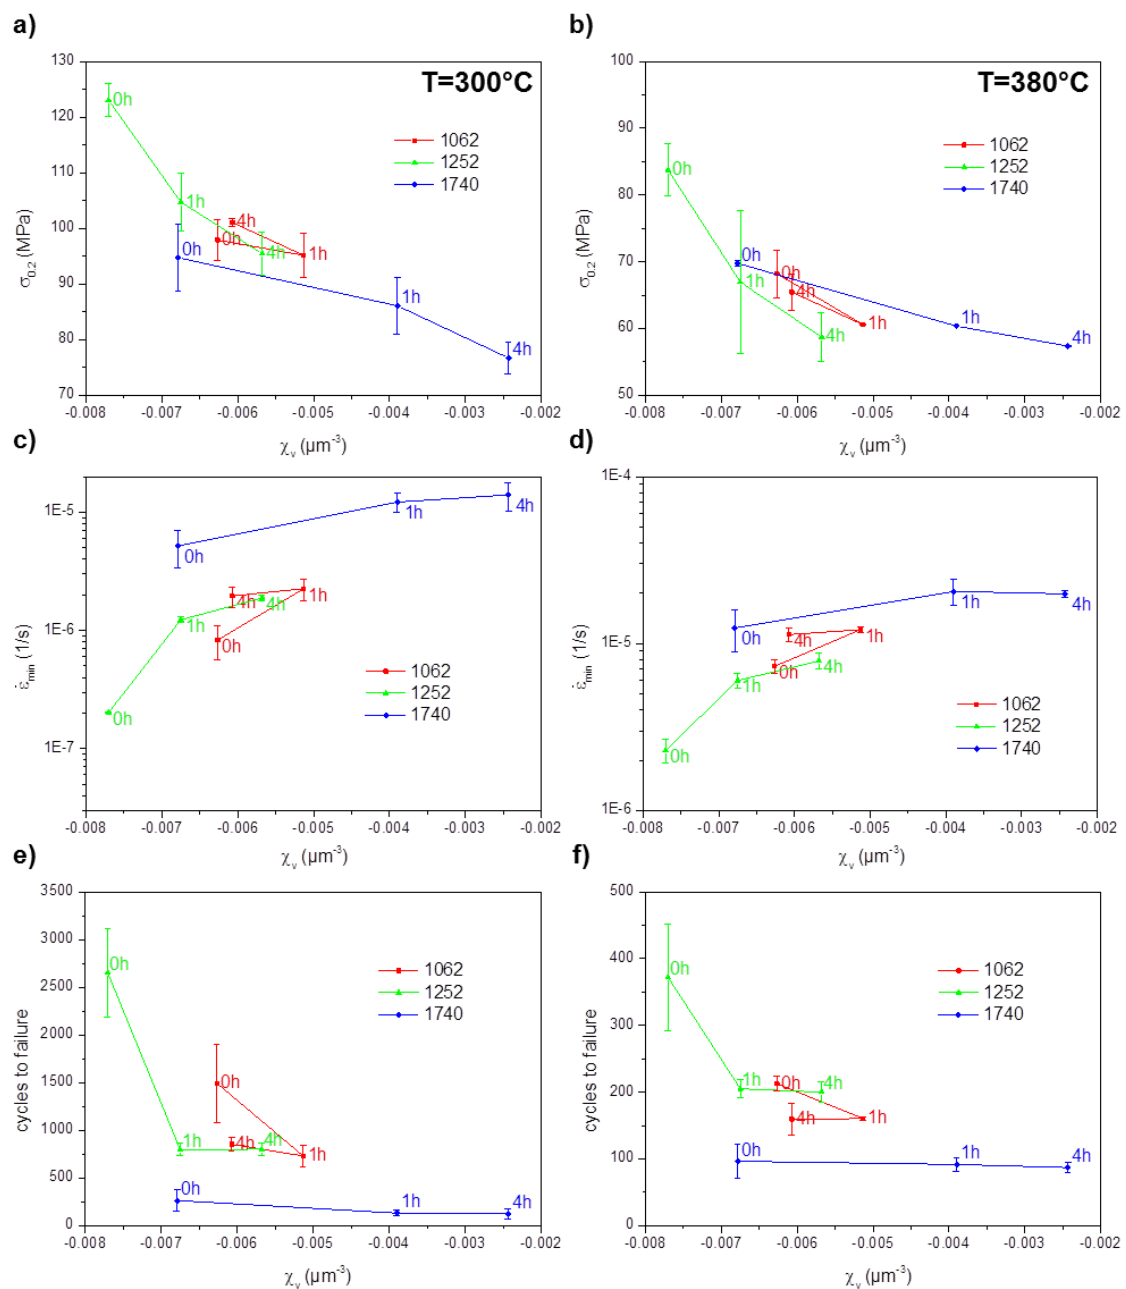 a)
T=300°C
130
120
110
100
90
80
70
σ0.2 (MPa)
0h
1h
4h
4h
0h
1h
0h
1h
4h
1062
1252
1740
-0.008 -0.007 -0.006 -0.005 -0.004 -0.003 -0.002
χv (µm-3)
b)
T=380°C
100
90
80
70
60
50
σ0.2 (MPa)
0h
1h
4h
0h
4h
1h
0h
1h
4h
1062
1252
1740
-0.008 -0.007 -0.006 -0.005 -0.004 -0.003 -0.002
χv (µm-3)
c)
1E-5
1E-6
1E-7
ε̇min (1/s)
0h
1h
4h
4h
1h
0h
1h
4h
0h
1062
1252
1740
-0.008 -0.007 -0.006 -0.005 -0.004 -0.003 -0.002
χv (µm-3)
d)
1E-4
1E-5
1E-6
ε̇min (1/s)
0h
1h
4h
4h
1h
0h
1h
4h
0h
1062
1252
1740
-0.008 -0.007 -0.006 -0.005 -0.004 -0.003 -0.002
χv (µm-3)
e)
3500
3000
2500
2000
1500
1000
500
0
cycles to failure
0h
1h
4h
0h
4h
1h
0h
1h
4h
1062
1252
1740
-0.008 -0.007 -0.006 -0.005 -0.004 -0.003 -0.002
χv (µm-3)
f)
500
400
300
200
100
0
cycles to failure
0h
1h
4h
0h
4h
1h
0h
1h
4h
1062
1252
1740
-0.008 -0.007 -0.006 -0.005 -0.004 -0.003 -0.002
χv (µm-3)